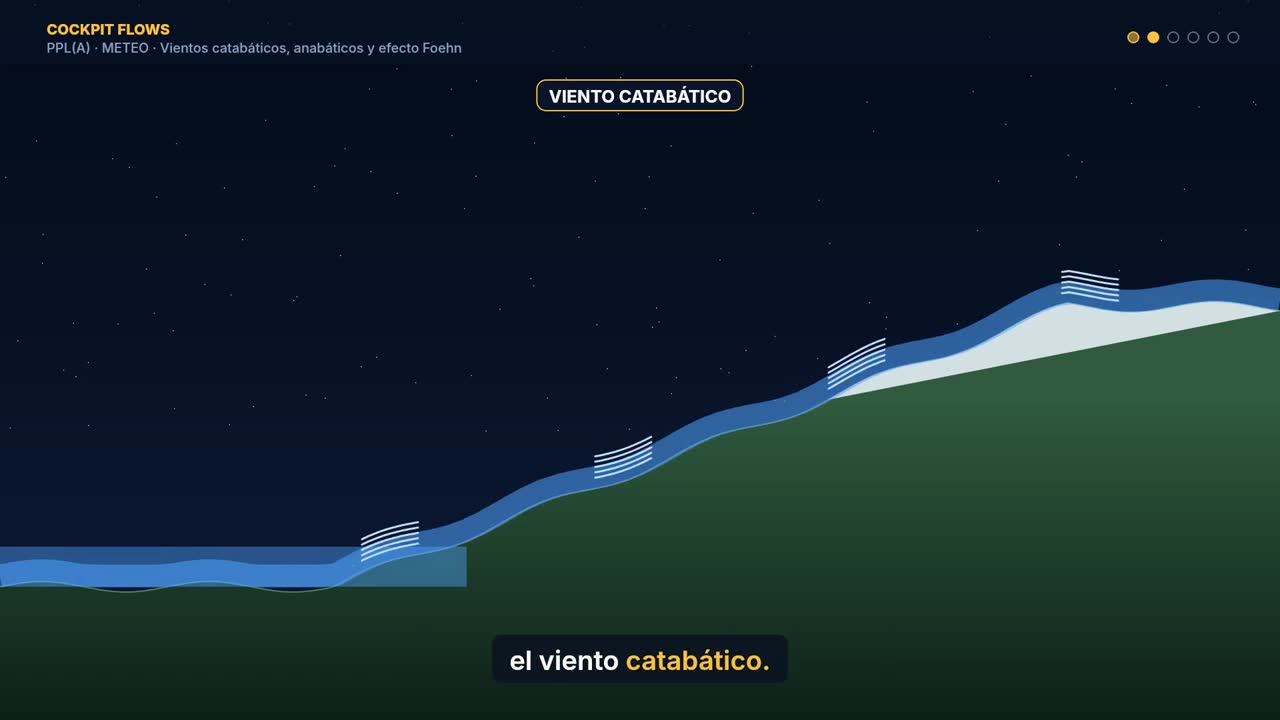 COCKPIT FLOWS
PPL(A) · METEO · Vientos catabáticos, anabáticos y efecto Foehn
VIENTO CATABÁTICO
el viento catabático.